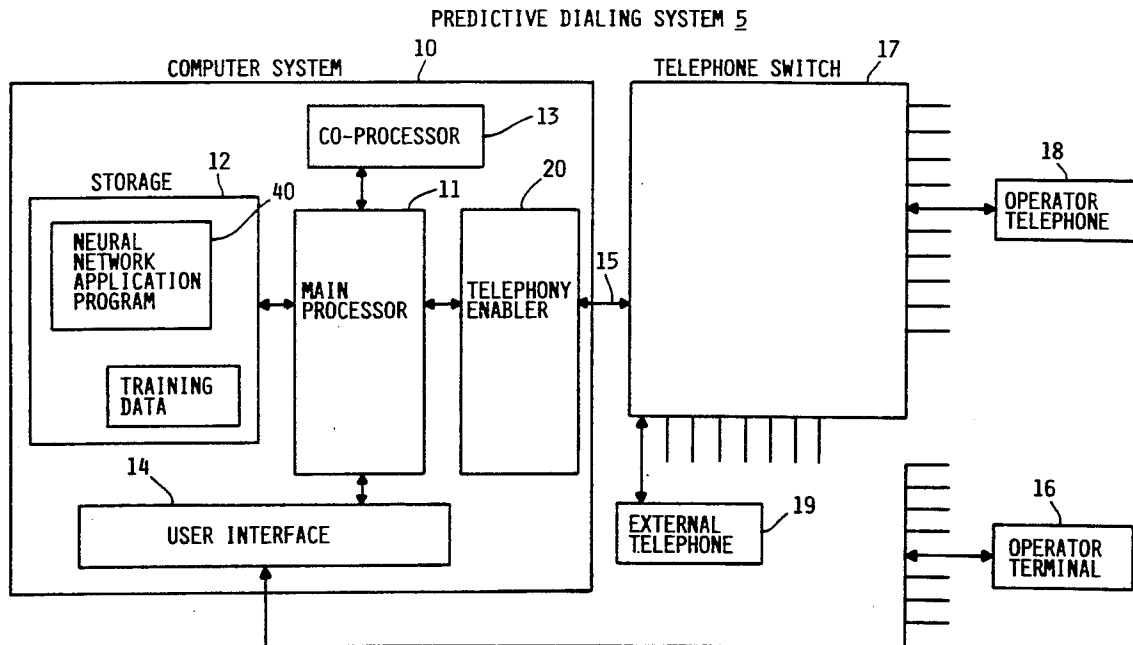 PREDICTIVE DIALING SYSTEM 5
COMPUTER SYSTEM
10
TELEPHONE SWITCH
17
CO-PROCESSOR
13
STORAGE
12
40
NEURAL
NETWORK
APPLICATION
PROGRAM
TRAINING
DATA
11
MAIN
PROCESSOR
20
TELEPHONY
ENABLER
15
18
OPERATOR
TELEPHONE
14
USER INTERFACE
EXTERNAL
TELEPHONE
19
16
OPERATOR
TERMINAL